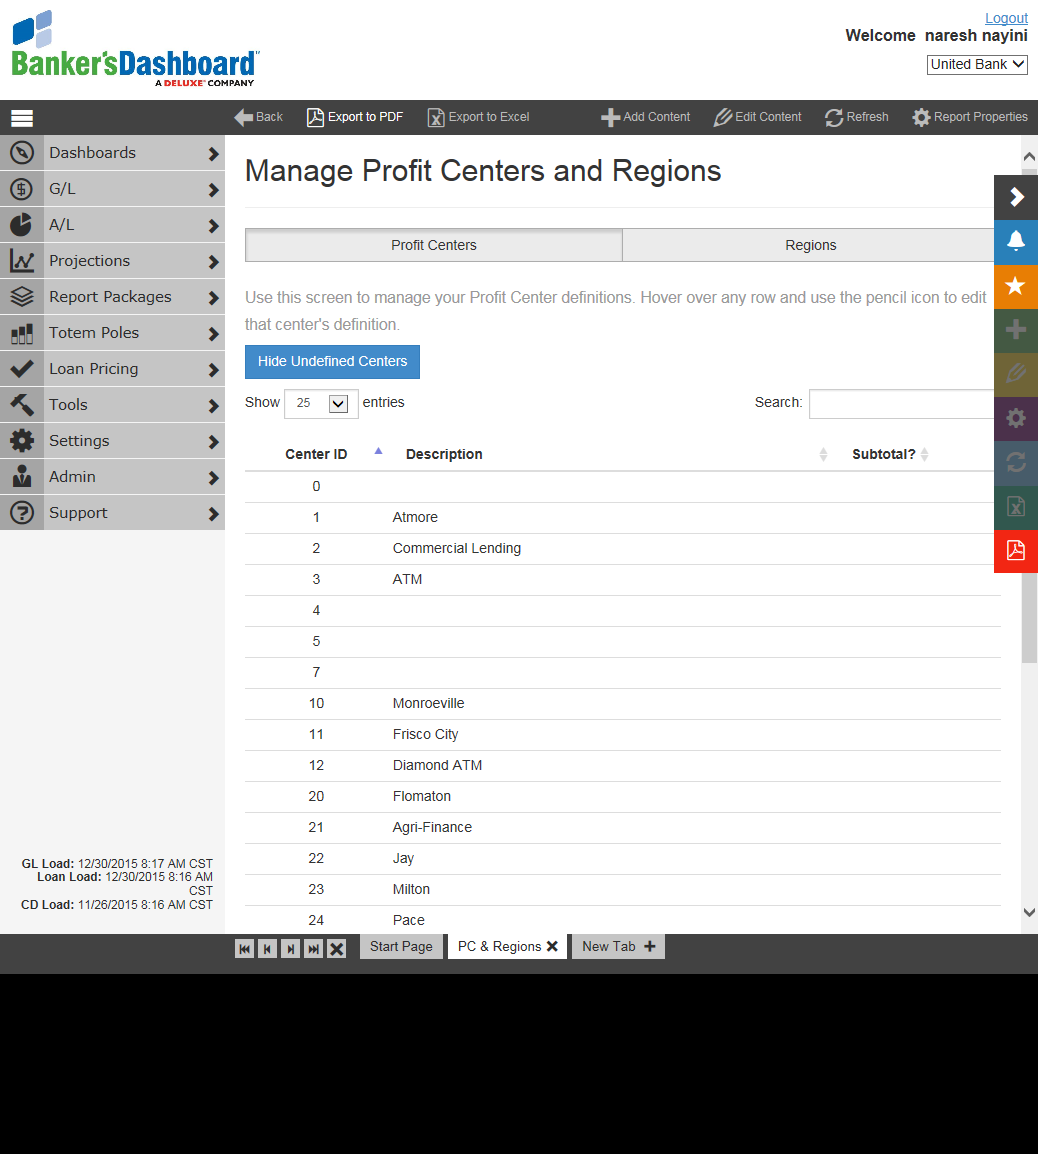 Logout
Welcome naresh nayini
United Bank
Banker'sDashboard
A DELUXE COMPANY
Back
Export to PDF
Export to Excel
Add Content
Edit Content
Refresh
Report Properties
Dashboards
G/L
A/L
Projections
Report Packages
Totem Poles
Loan Pricing
Tools
Settings
Admin
Support
GL Load: 12/30/2015 8:17 AM CST
Loan Load: 12/30/2015 8:16 AM
CST
CD Load: 11/26/2015 8:16 AM CST
Manage Profit Centers and Regions
Profit Centers
Regions
Use this screen to manage your Profit Center definitions. Hover over any row and use the pencil icon to edit
that center's definition.
Hide Undefined Centers
Show 25 entries
Search:
Center ID Description Subtotal?
0
1 Atmore
2 Commercial Lending
3 ATM
4
5
7
10 Monroeville
11 Frisco City
12 Diamond ATM
20 Flomaton
21 Agri-Finance
22 Jay
23 Milton
24 Pace
Start Page
PC & Regions
New Tab